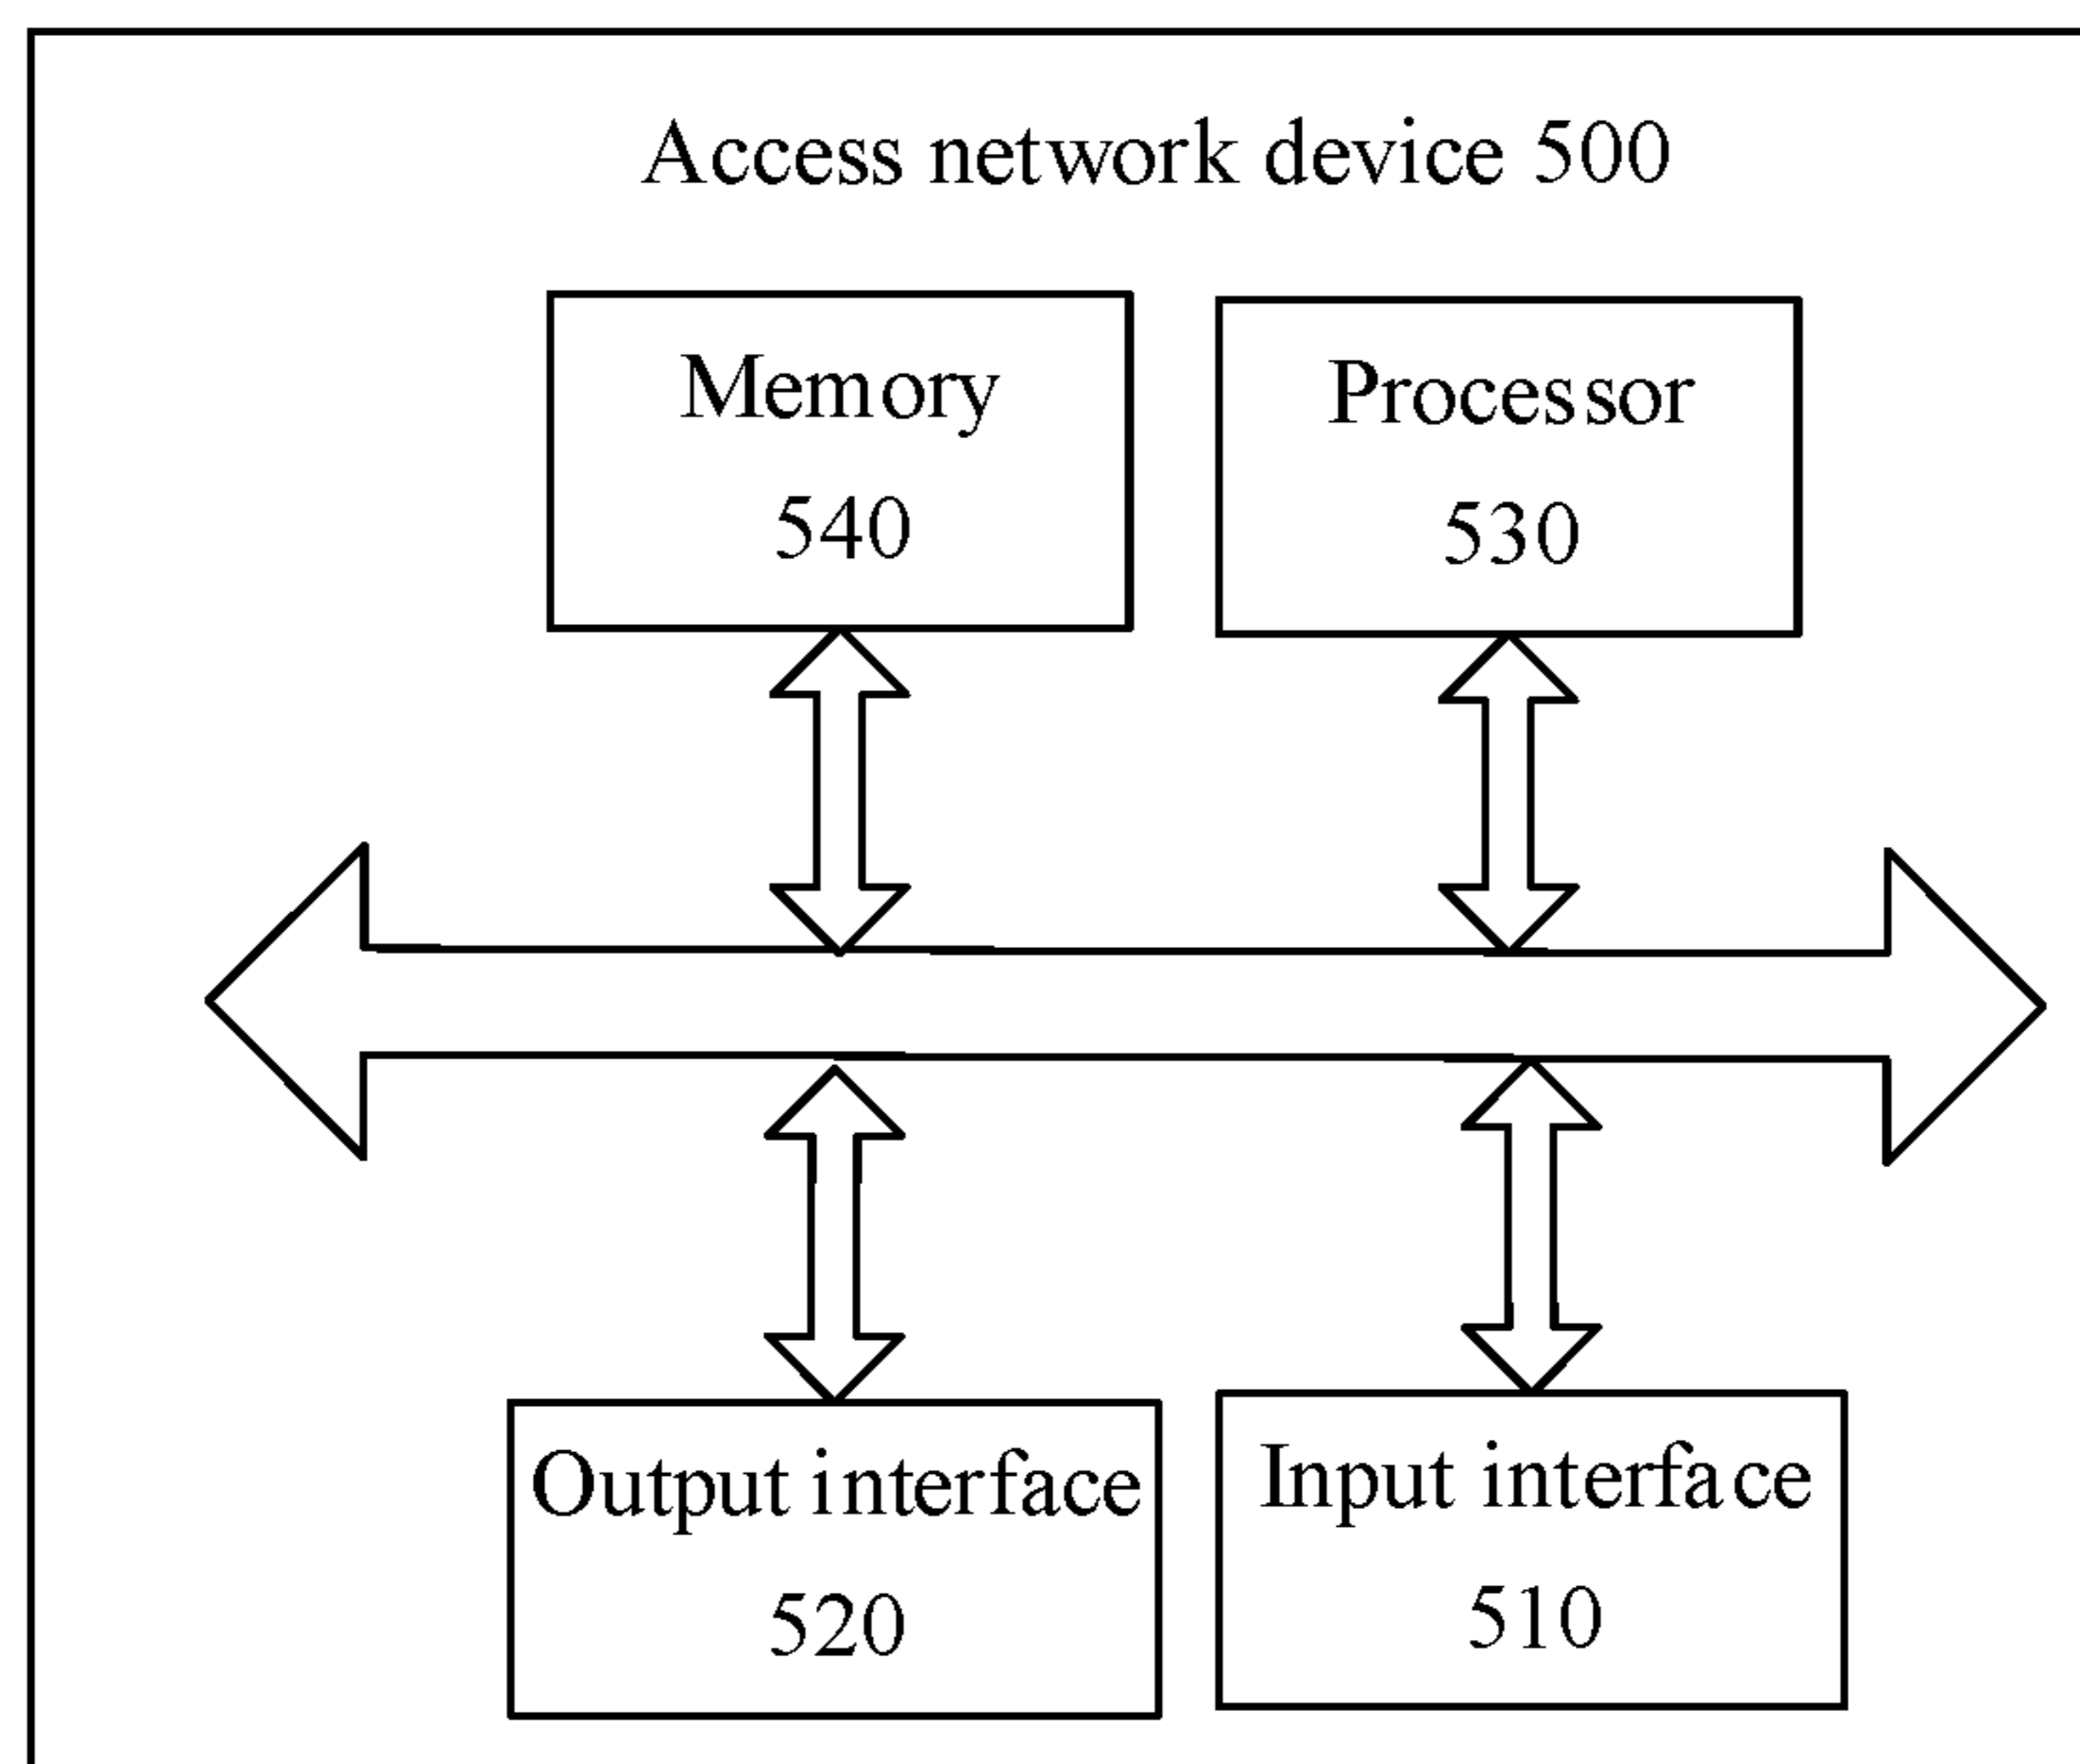 Access network device 500
Memory
540
Processor
530
Output interface
520
Input interface
510